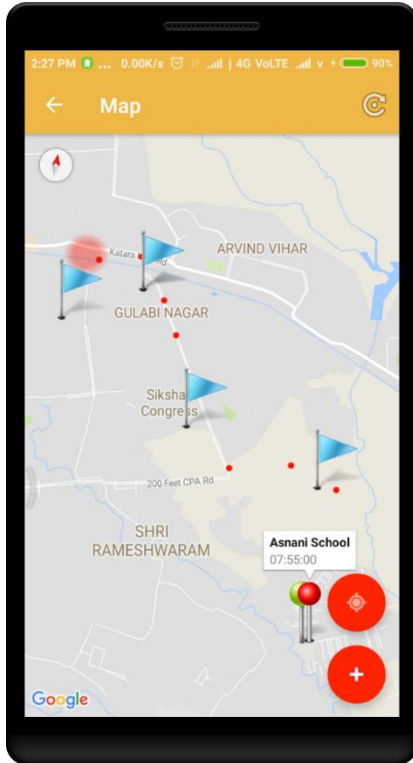 2:27 PM ... 0.00K/s 4G VoLTE 90%
Map
ARVIND VIHAR
Katara Rd
GULABI NAGAR
Siksha
Congress
200 Feet CPA Rd
SHRI
RAMESHWARAM
Asnani School
07:55:00
+
Google